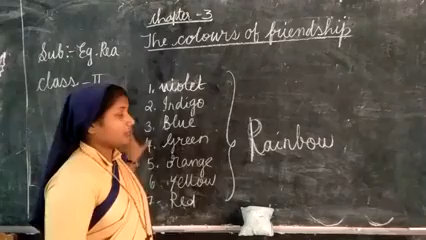 Chapter - 3
The colours of friendship
Sub:- Eg. Rea
class - II
1. Violet
2. Indigo
3. Blue
4. Green
5. orange
6. Yellow
7. Red
Rainbow